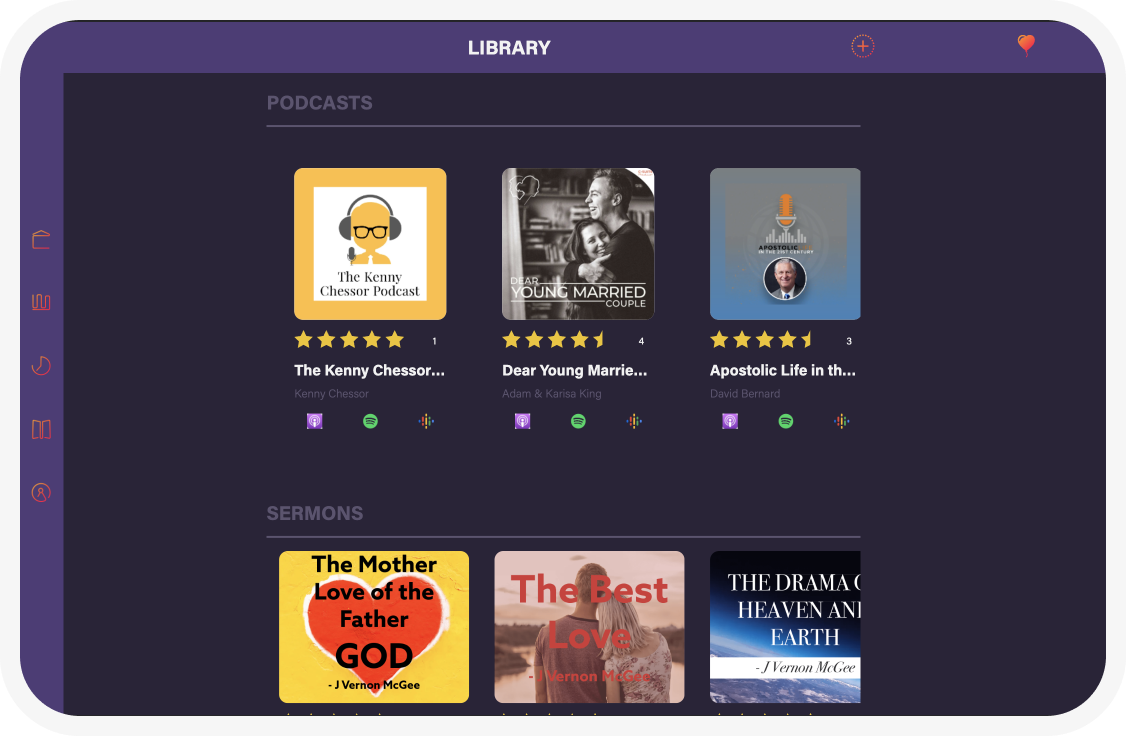 LIBRARY
PODCASTS
The Kenny
Chessor Podcast
DEAR
YOUNG MARRIED
COUPLE
APOSTOLIC
IN THE 21ST CENTURY
1
4
3
The Kenny Chessor...
Dear Young Marrie...
Apostolic Life in th...
Kenny Chessor
Adam & Karisa King
David Bernard
SERMONS
The Mother
Love of the
Father
GOD
- J Vernon McGee
The Best
Love
- J Vernon McGee
THE DRAMA O
HEAVEN AN
EARTH
- J Vernon McGee